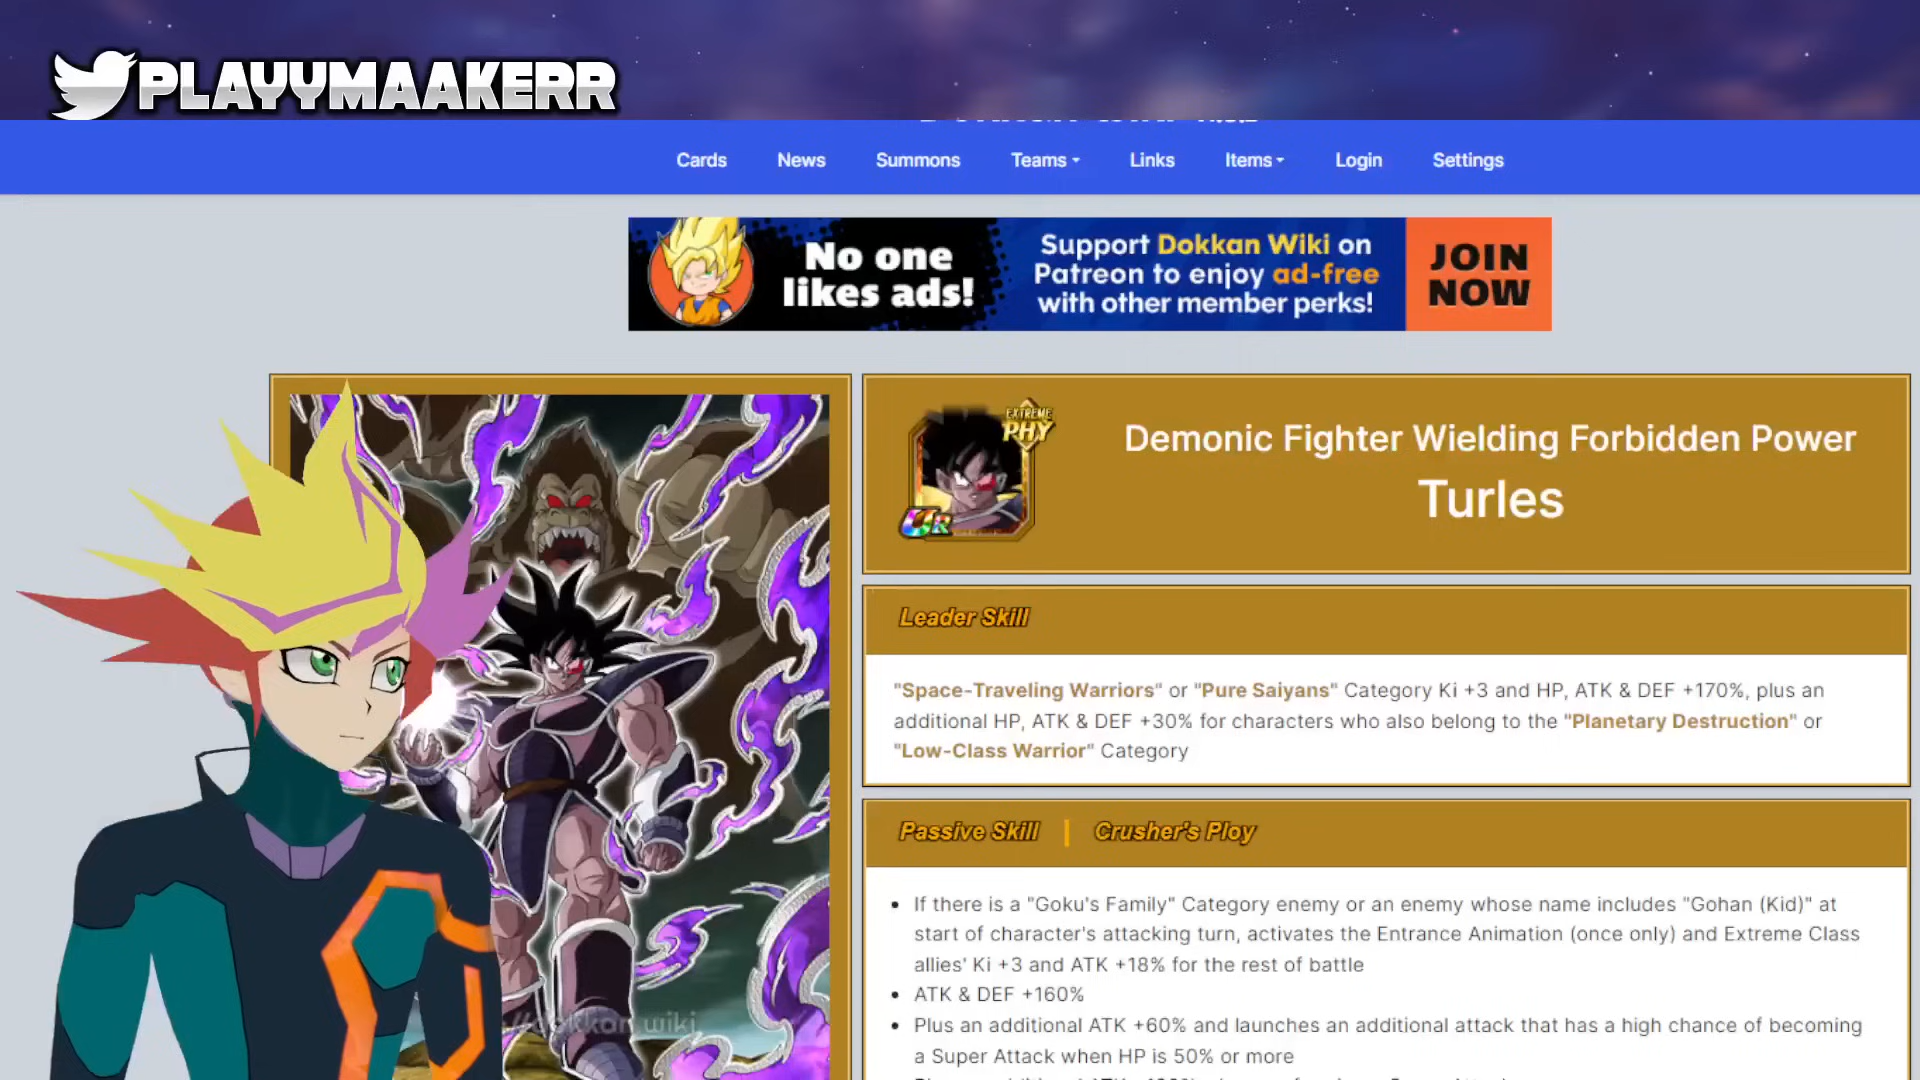 PLAYYMAAKERR
Cards News Summons Teams Links Items Login Settings
No one
likes ads!
Support Dokkan Wiki on
Patreon to enjoy ad-free
with other member perks!
JOIN
NOW
EXTREME
PHY
UR
Demonic Fighter Wielding Forbidden Power
Turles
Leader Skill
"Space-Traveling Warriors" or "Pure Saiyans" Category Ki +3 and HP, ATK & DEF +170%, plus an
additional HP, ATK & DEF +30% for characters who also belong to the "Planetary Destruction" or
"Low-Class Warrior" Category
Passive Skill | Crusher's Ploy
• If there is a "Goku's Family" Category enemy or an enemy whose name includes "Gohan (Kid)" at
start of character's attacking turn, activates the Entrance Animation (once only) and Extreme Class
allies' Ki +3 and ATK +18% for the rest of battle
• ATK & DEF +160%
• Plus an additional ATK +60% and launches an additional attack that has a high chance of becoming
a Super Attack when HP is 50% or more
dokkan.wiki